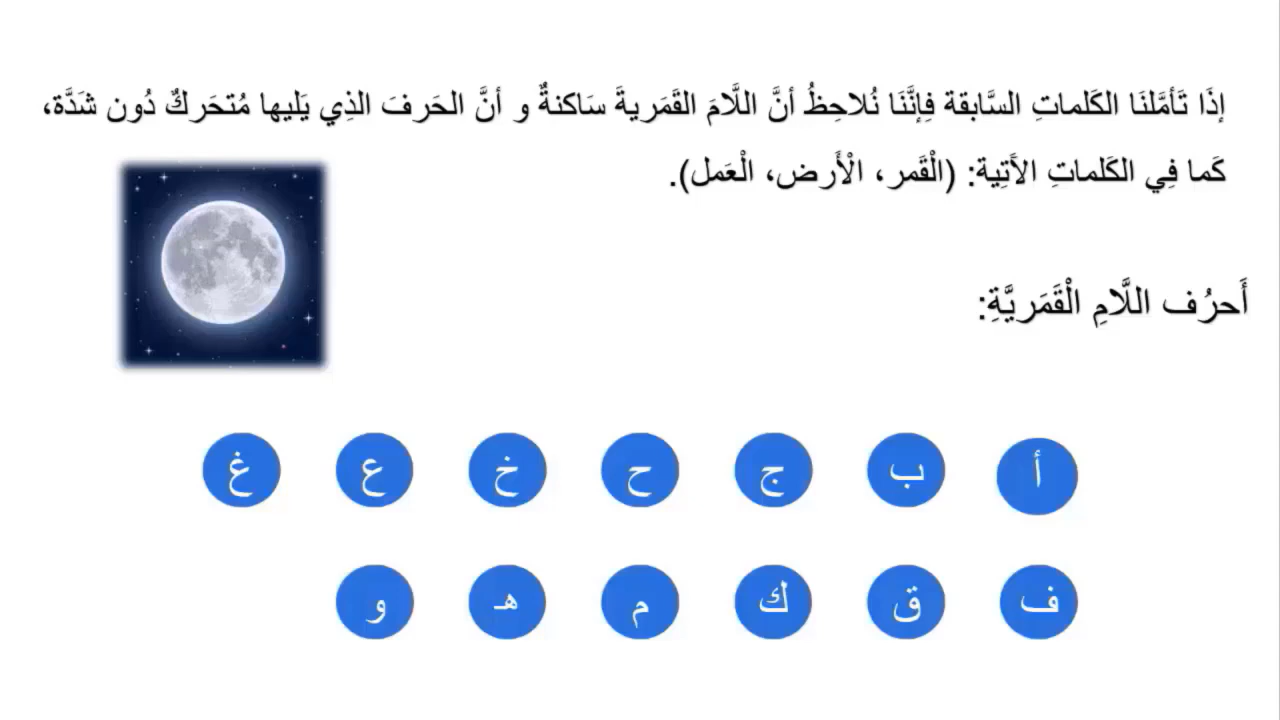 إذَا تَأمَّلنَا الكَلماتِ السَّابقة فِإنَّنَا نُلاحِظُ أنَّ اللَّامَ القَمَريةَ سَاكنةٌ و أنَّ الحَرفَ الذِي يَليها مُتحَركٌ دُون شَدَّة،
كَما فِي الكَلماتِ الأَتِية: (الْقَمر، الْأَرض، الْعَمل).
أَحرُف اللَّامِ الْقَمَريَّةِ:
أ ب ج ح خ ع غ
ف ق ك م هـ و